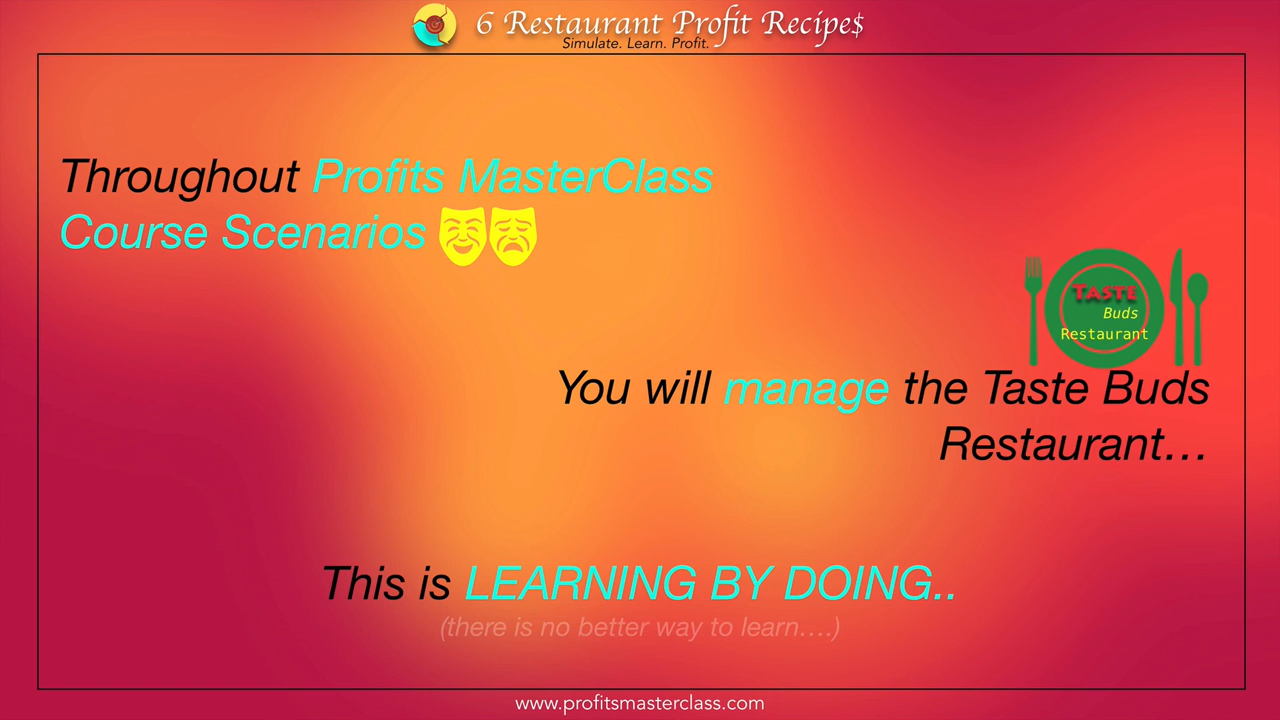 6 Restaurant Profit Recipe$
Simulate. Learn. Profit.
Throughout Profits MasterClass
Course Scenarios
TASTE
Buds
Restaurant
You will manage the Taste Buds
Restaurant…
This is LEARNING BY DOING..
(there is no better way to learn….)
www.profitsmasterclass.com